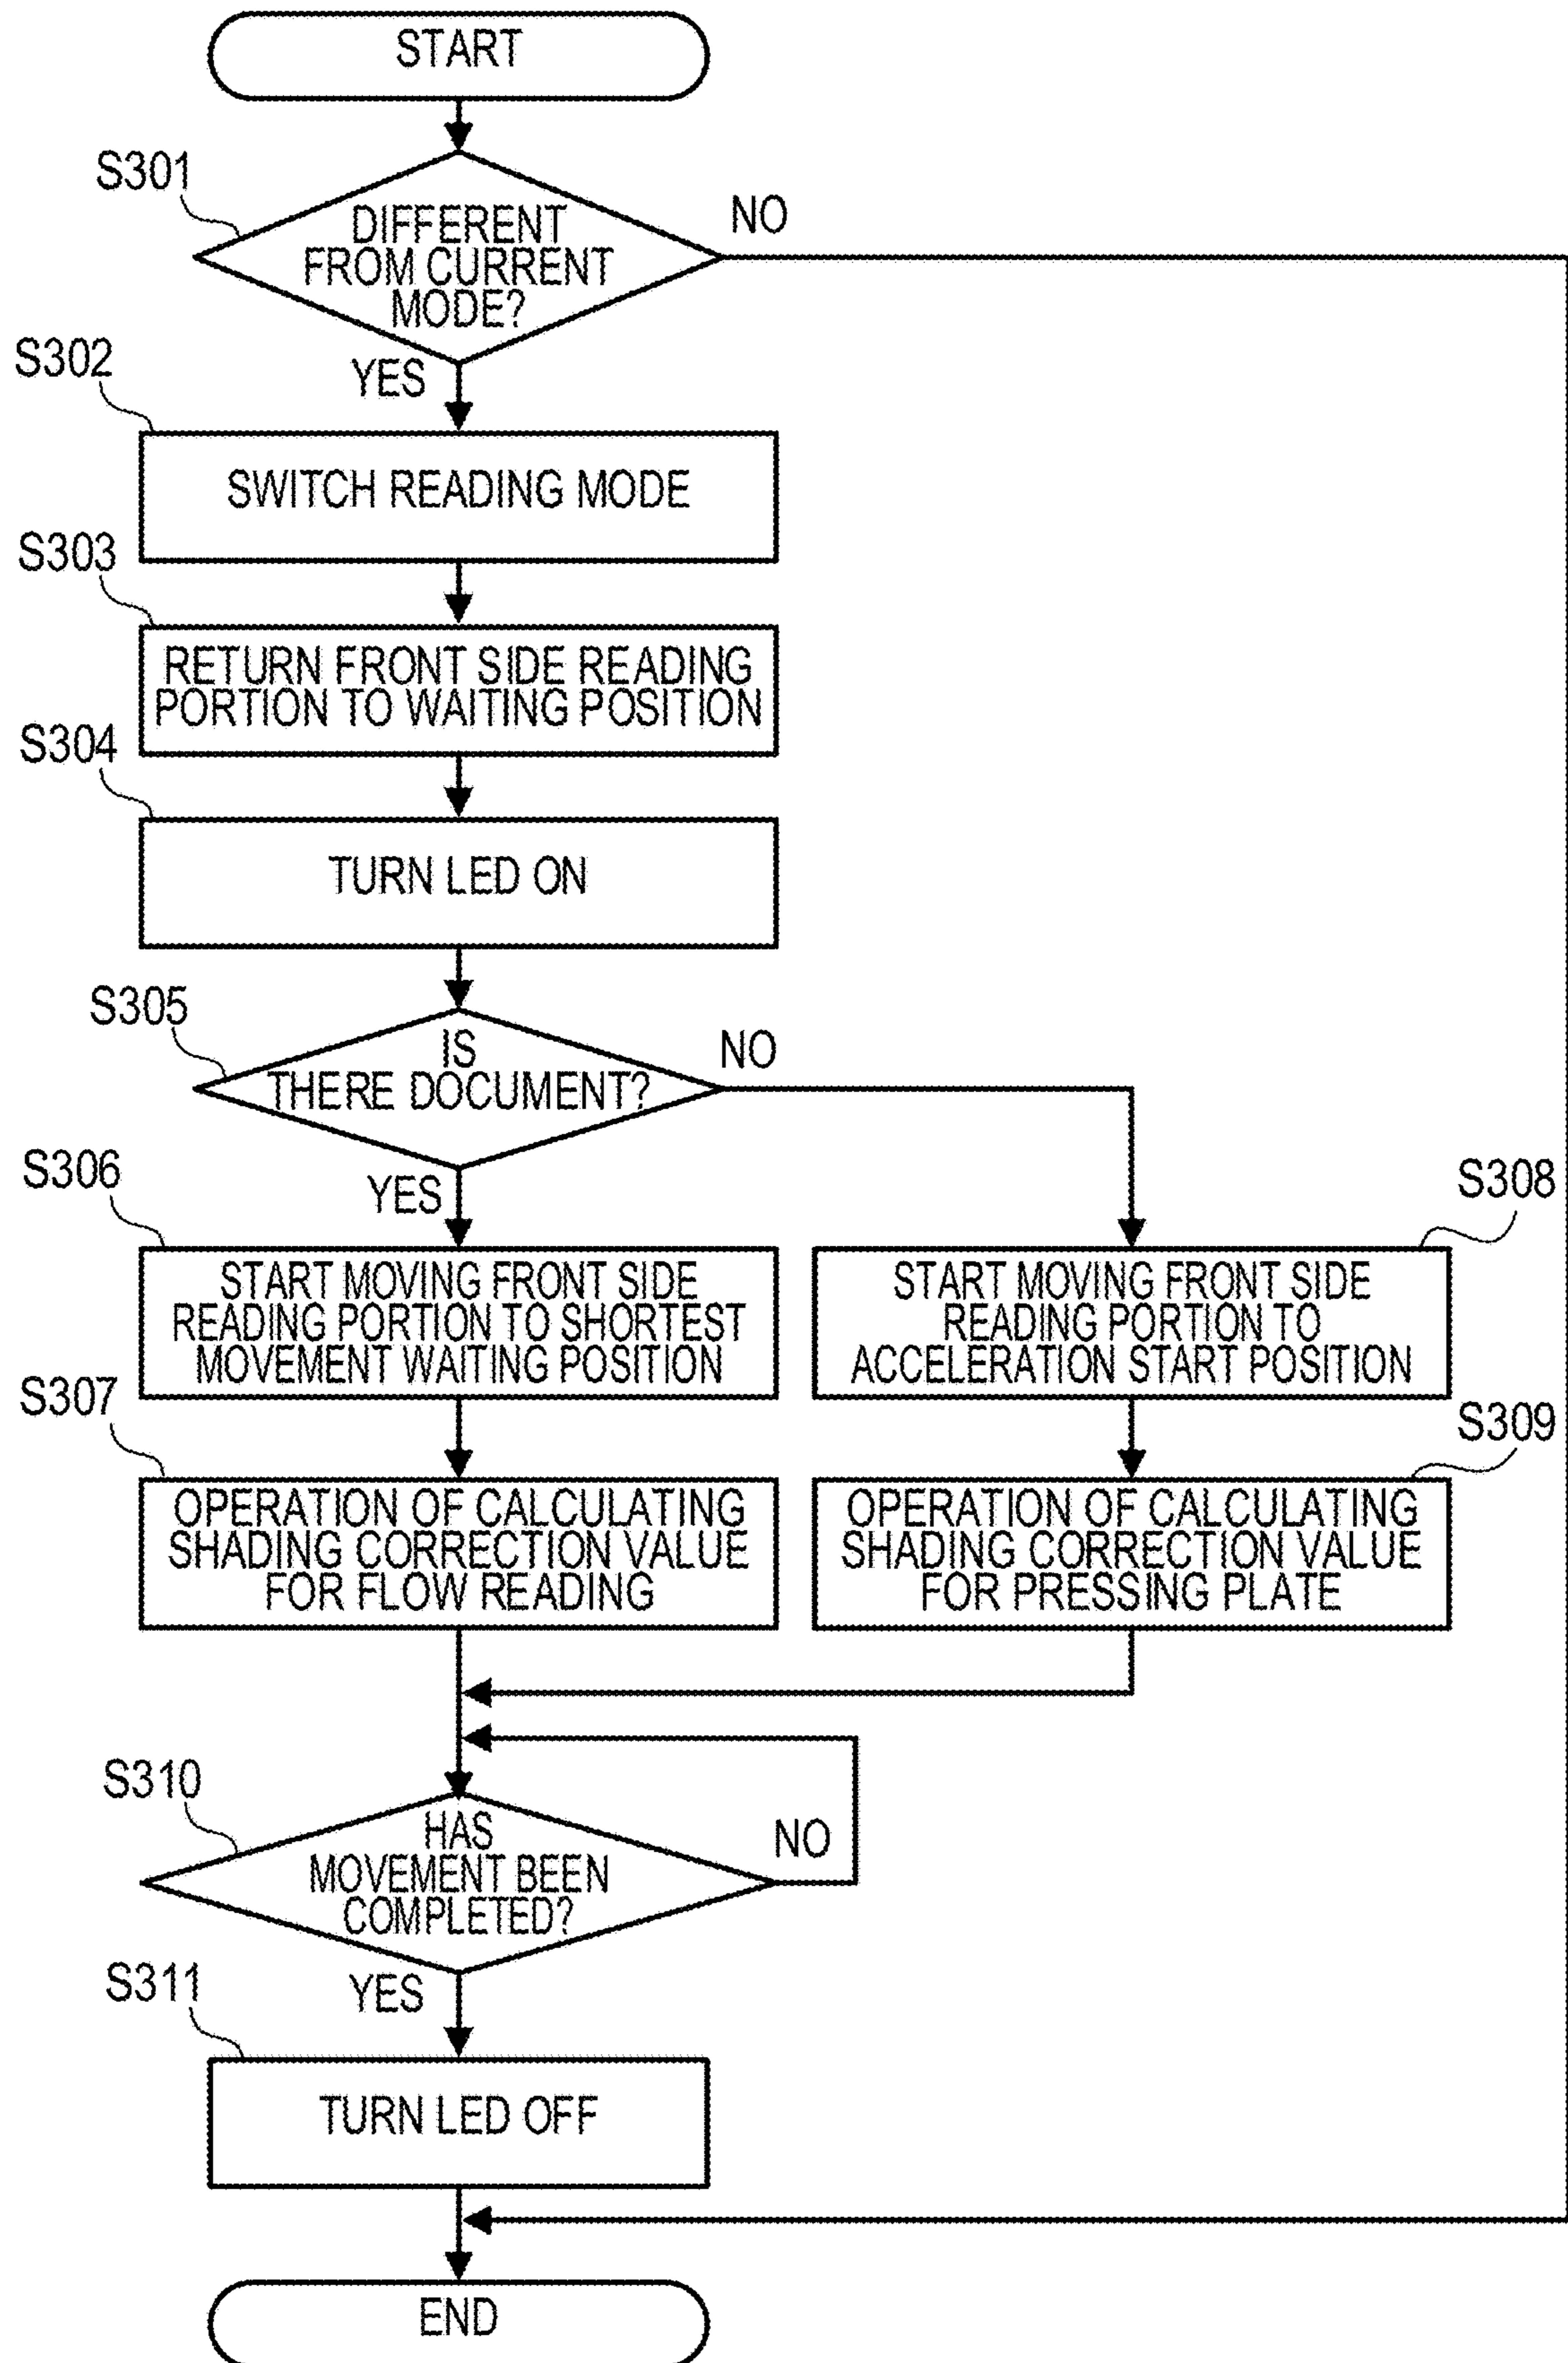 START
S301
DIFFERENT
FROM CURRENT
MODE?
NO
YES
S302
SWITCH READING MODE
S303
RETURN FRONT SIDE READING
PORTION TO WAITING POSITION
S304
TURN LED ON
S305
IS
THERE DOCUMENT?
NO
YES
S306
START MOVING FRONT SIDE
READING PORTION TO SHORTEST
MOVEMENT WAITING POSITION
S308
START MOVING FRONT SIDE
READING PORTION TO
ACCELERATION START POSITION
S307
OPERATION OF CALCULATING
SHADING CORRECTION VALUE
FOR FLOW READING
S309
OPERATION OF CALCULATING
SHADING CORRECTION VALUE
FOR PRESSING PLATE
S310
HAS
MOVEMENT BEEN
COMPLETED?
NO
YES
S311
TURN LED OFF
END